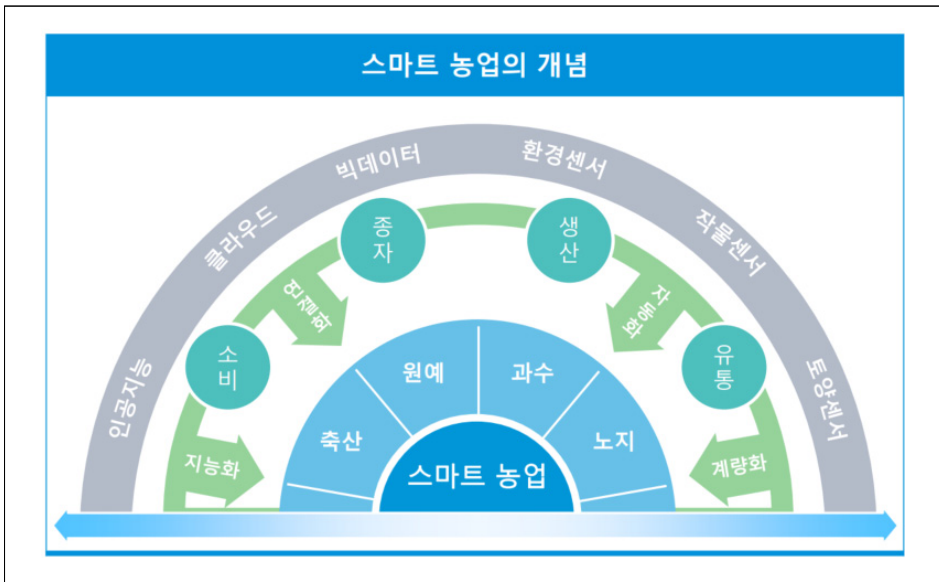 스마트 농업의 개념
인공지능
클라우드
빅데이터
환경센서
작물센서
토양센서
소비
종자
생산
유통
지능화
연결화
자동화
계량화
축산
원예
과수
노지
스마트 농업